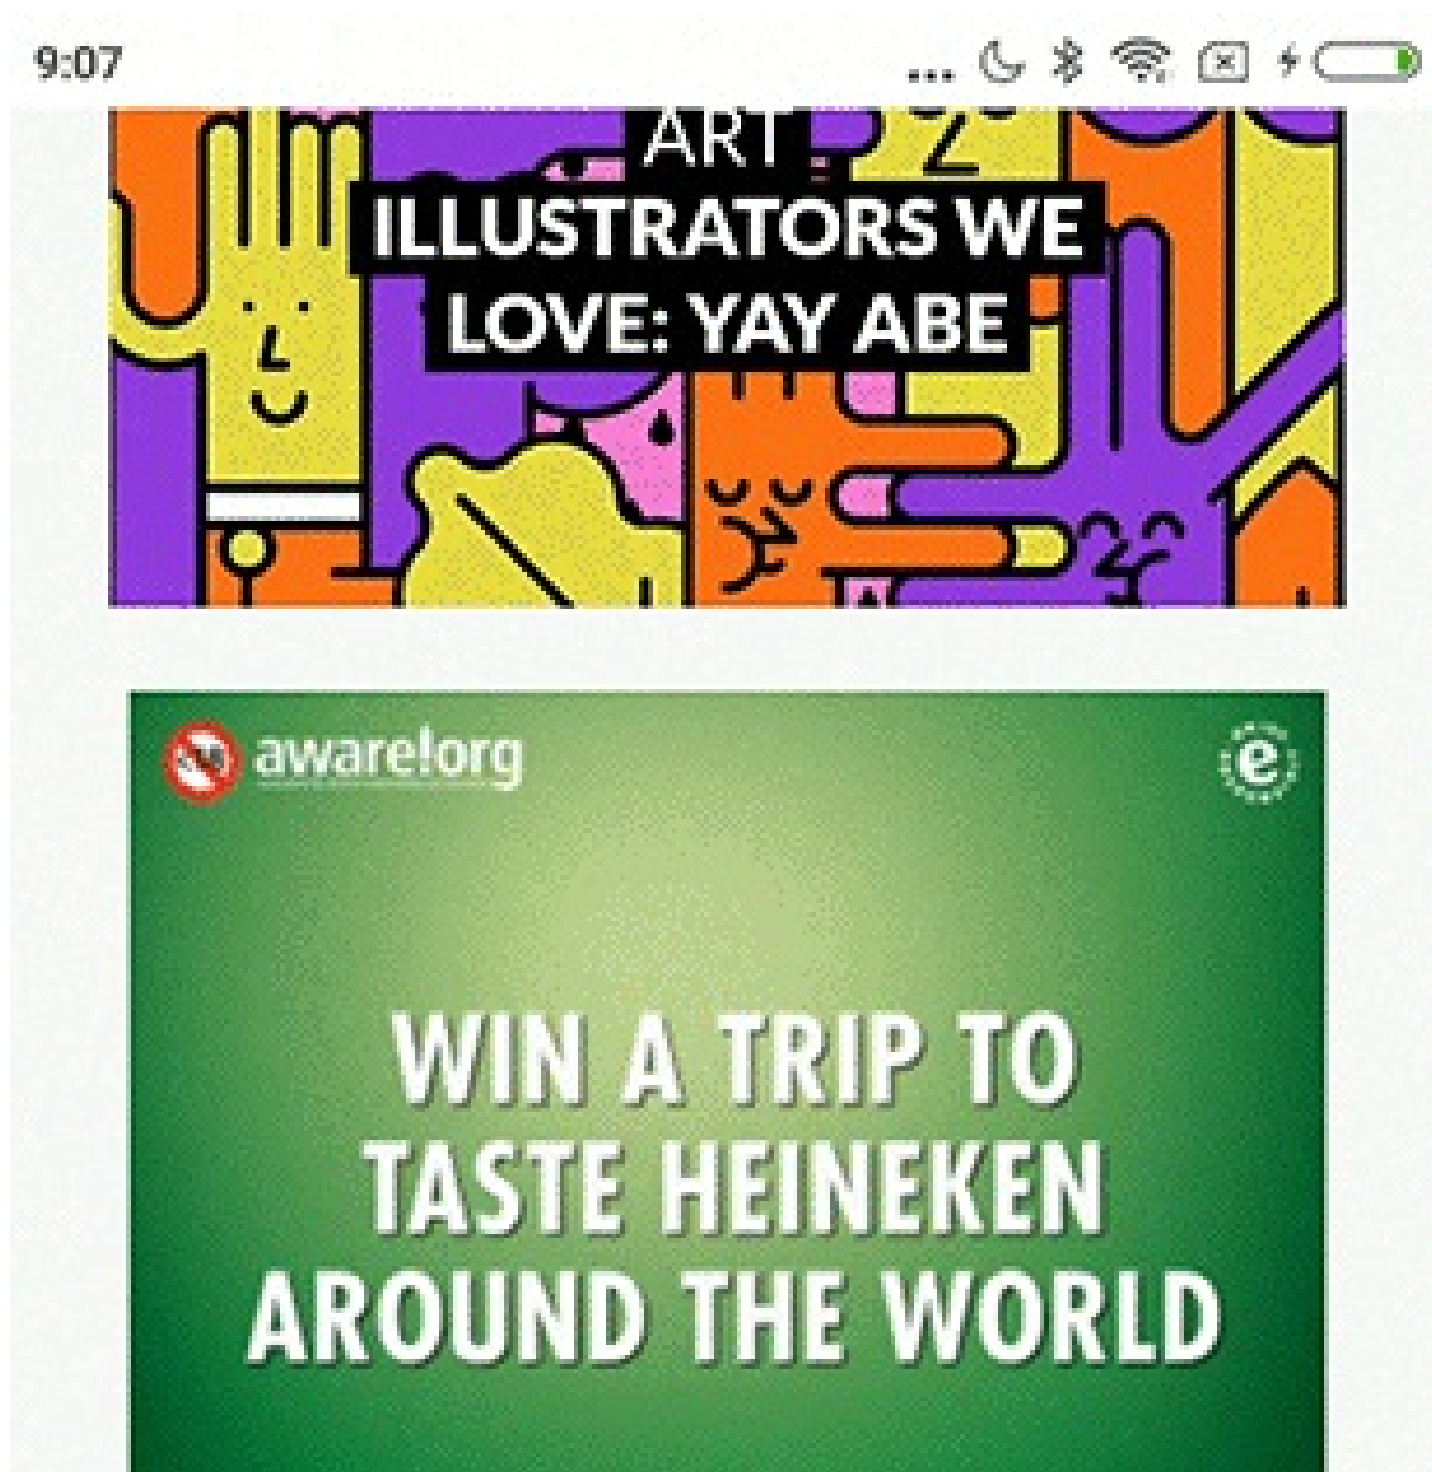 9:07
ART
ILLUSTRATORS WE
LOVE: YAY ABE
aware!org
e
WIN A TRIP TO
TASTE HEINEKEN
AROUND THE WORLD